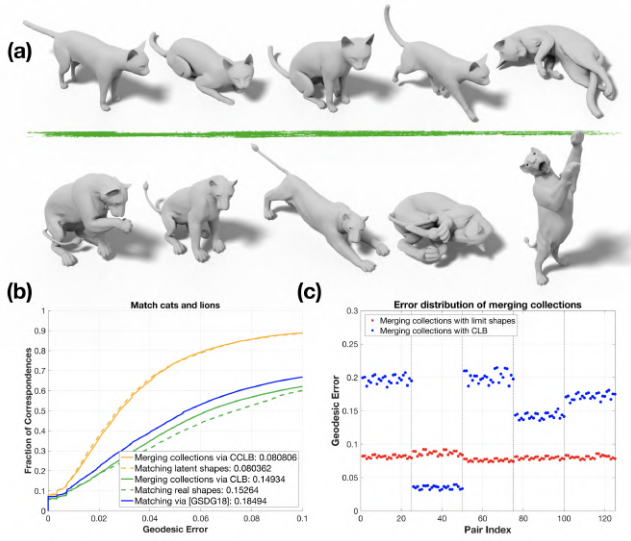 (a)
(b)
Match cats and lions
Fraction of Correspondences
1
0.9
0.8
0.7
0.6
0.5
0.4
0.3
0.2
0.1
0
Merging collections via CCLB: 0.080806
Matching latent shapes: 0.080362
Merging collections via CLB: 0.14934
Matching real shapes: 0.15264
Matching via [GSDG18]: 0.18494
0 0.02 0.04 0.06 0.08 0.1
Geodesic Error
(c)
Error distribution of merging collections
Geodesic Error
0.3
0.25
0.2
0.15
0.1
0.05
0
Merging collections with limit shapes
Merging collections with CLB
0 20 40 60 80 100 120
Pair Index